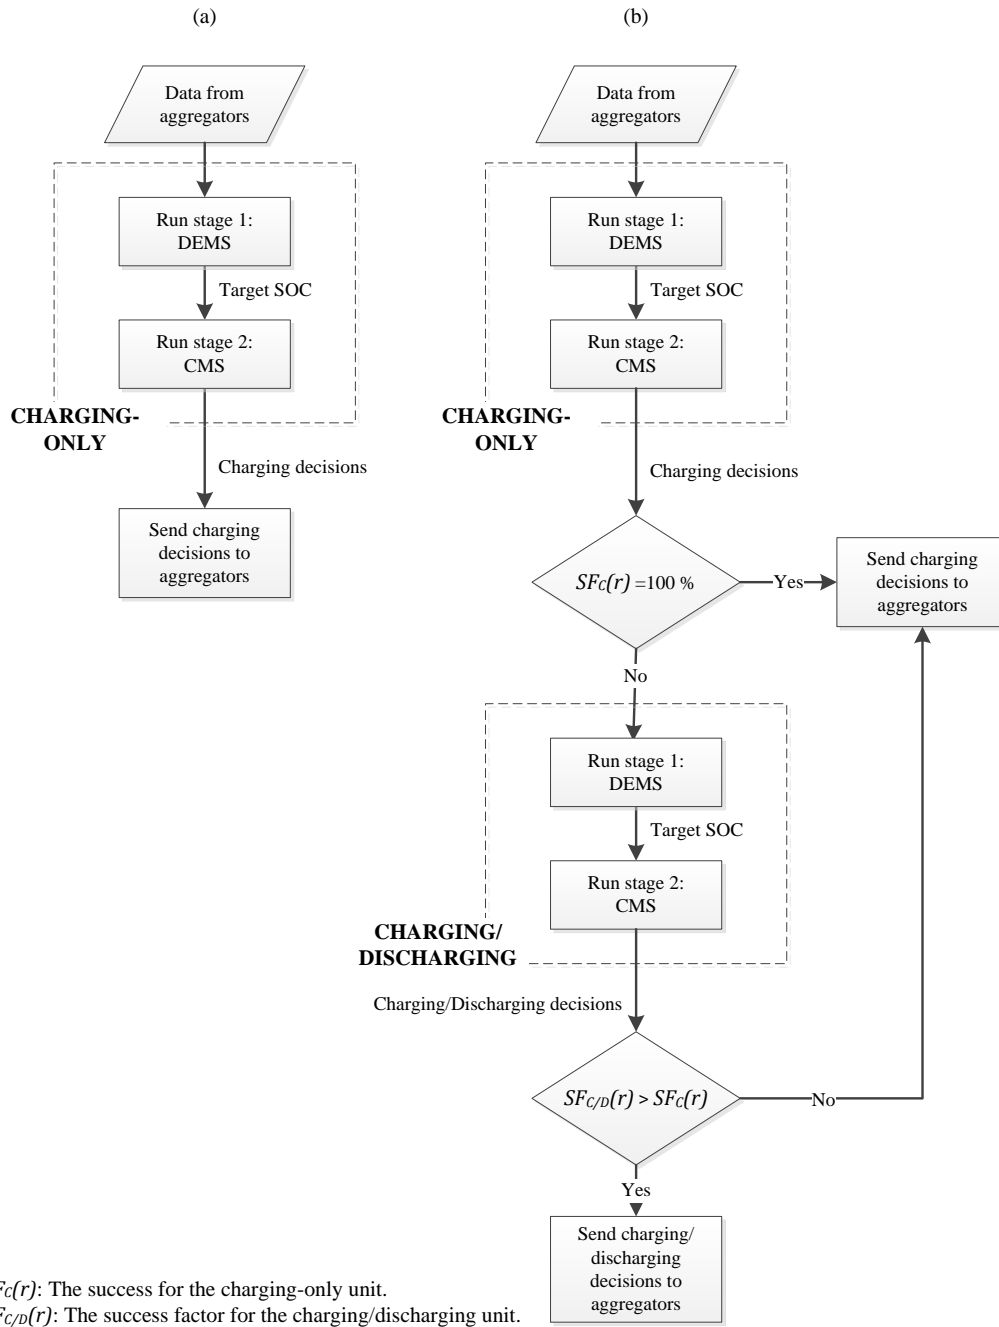 (a)
Data from
aggregators
Run stage 1:
DEMS
Target SOC
Run stage 2:
CMS
CHARGING-
ONLY
Charging decisions
Send charging
decisions to
aggregators
(b)
Data from
aggregators
Run stage 1:
DEMS
Target SOC
Run stage 2:
CMS
CHARGING-
ONLY
Charging decisions
SFC(r) =100 %
Yes
Send charging
decisions to
aggregators
No
Run stage 1:
DEMS
Target SOC
Run stage 2:
CMS
CHARGING/
DISCHARGING
Charging/Discharging decisions
SFC/D(r) > SFC(r)
No
Yes
Send charging/
discharging
decisions to
aggregators
FC(r): The success for the charging-only unit.
FC/D(r): The success factor for the charging/discharging unit.